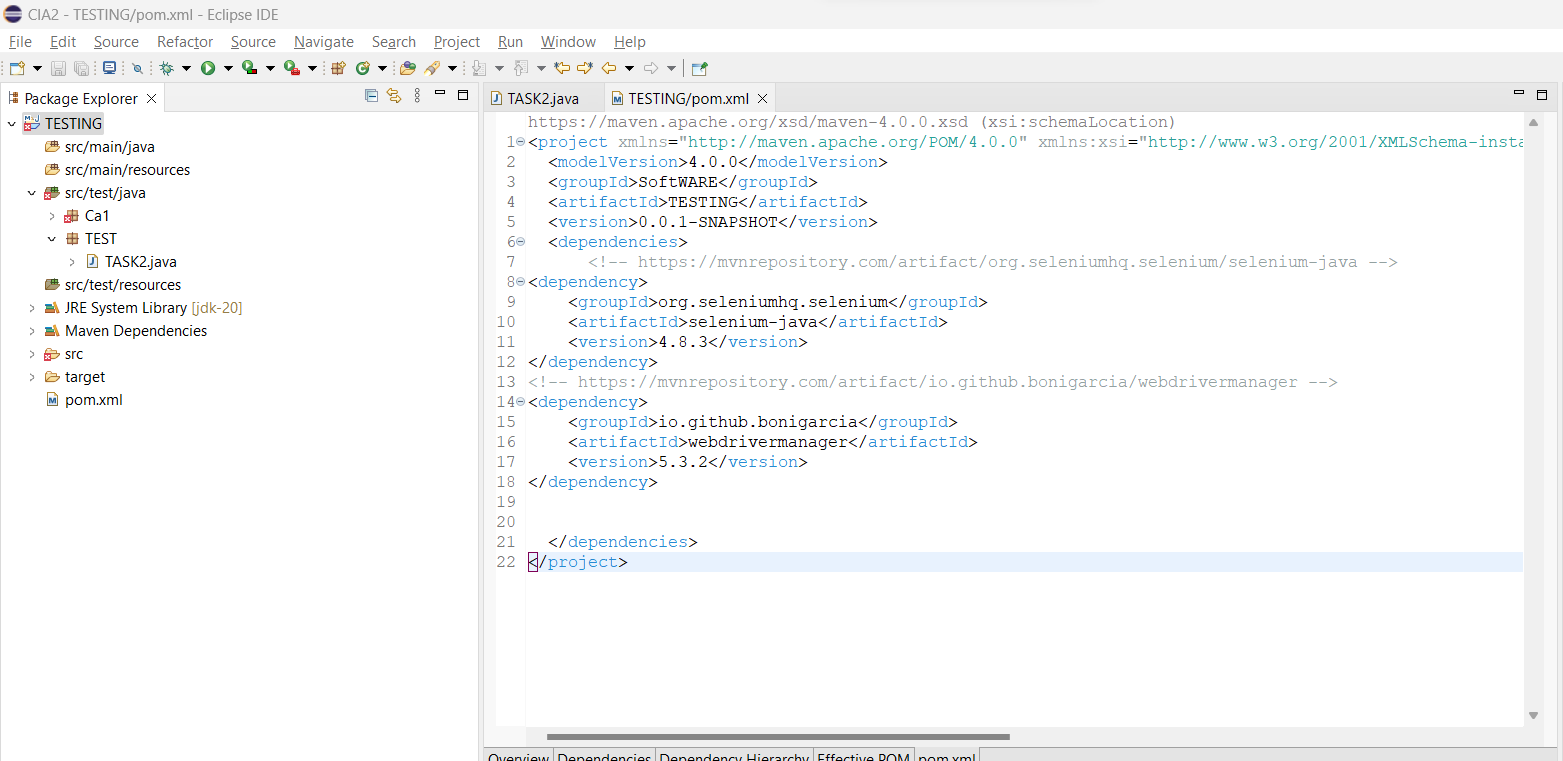 CIA2 - TESTING/pom.xml - Eclipse IDE
File Edit Source Refactor Source Navigate Search Project Run Window Help
Package Explorer
TESTING
src/main/java
src/main/resources
src/test/java
Ca1
TEST
TASK2.java
src/test/resources
JRE System Library [jdk-20]
Maven Dependencies
src
target
pom.xml
TASK2.java TESTING/pom.xml
https://maven.apache.org/xsd/maven-4.0.0.xsd (xsi:schemaLocation)
1 <project xmlns="http://maven.apache.org/POM/4.0.0" xmlns:xsi="http://www.w3.org/2001/XMLSchema-insta
2 <modelVersion>4.0.0</modelVersion>
3 <groupId>SoftWARE</groupId>
4 <artifactId>TESTING</artifactId>
5 <version>0.0.1-SNAPSHOT</version>
6 <dependencies>
7 <!-- https://mvnrepository.com/artifact/org.seleniumhq.selenium/selenium-java -->
8 <dependency>
9 <groupId>org.seleniumhq.selenium</groupId>
10 <artifactId>selenium-java</artifactId>
11 <version>4.8.3</version>
12 </dependency>
13 <!-- https://mvnrepository.com/artifact/io.github.bonigarcia/webdrivermanager -->
14 <dependency>
15 <groupId>io.github.bonigarcia</groupId>
16 <artifactId>webdrivermanager</artifactId>
17 <version>5.3.2</version>
18 </dependency>
19
20
21 </dependencies>
22 </project>
Overview Dependencies Dependency Hierarchy Effective POM pom.xml